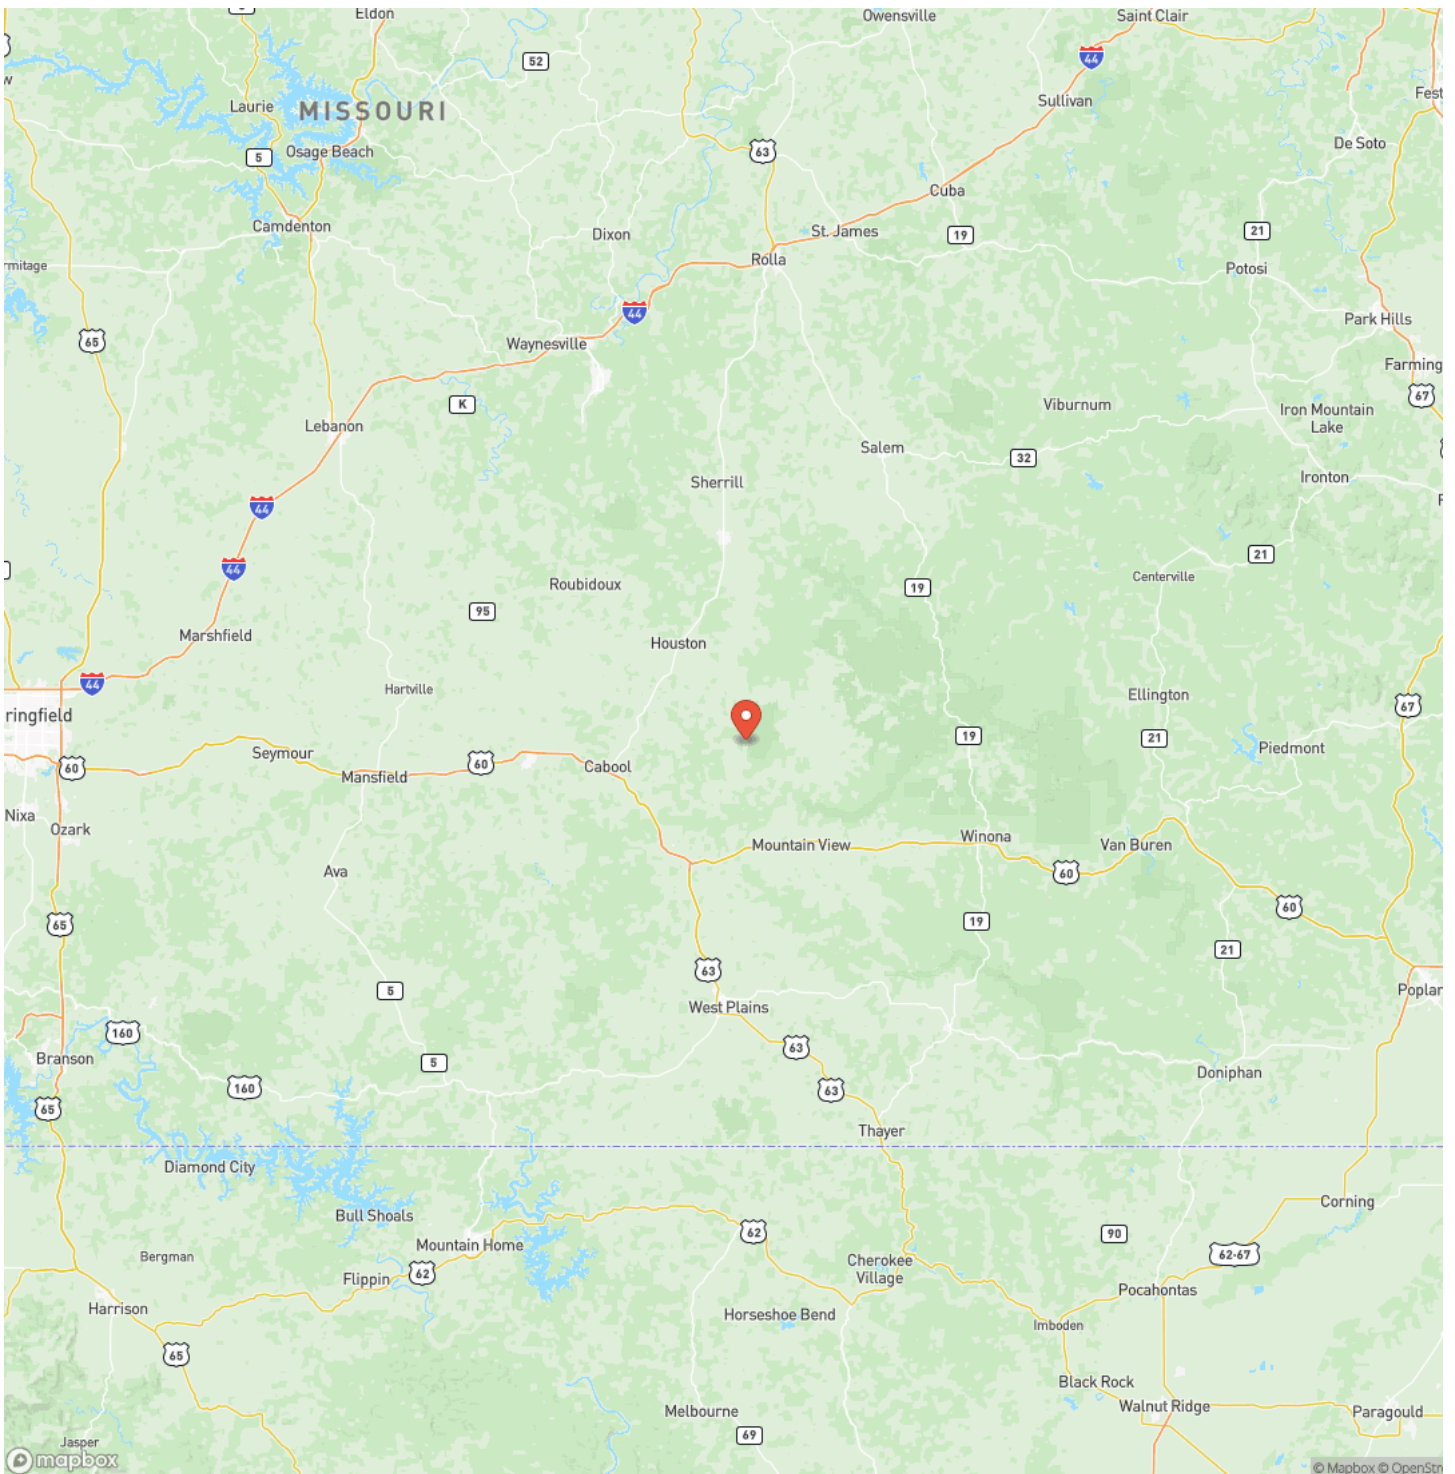 Eldon
Owensville
Saint Clair
52
44
Laurie
MISSOURI
Sullivan
Fest
5
Osage Beach
63
De Soto
Cuba
Camdenton
Dixon
St. James
19
21
rmitage
Rolla
Potosi
44
Park Hills
65
Waynesville
Farming
K
Viburnum
67
Iron Mountain
Lake
Lebanon
Salem
32
Sherrill
Ironton
44
21
44
Roubidoux
Centerville
19
95
Marshfield
Houston
44
Hartville
Ellington
67
ringfield
19
21
Piedmont
Seymour
60
60
Cabool
Mansfield
Nixa
Ozark
Mountain View
Winona
Van Buren
Ava
60
60
65
19
21
63
5
Poplar
West Plains
160
63
Branson
5
Doniphan
160
63
65
Thayer
Diamond City
Corning
Bull Shoals
62
90
Mountain Home
Bergman
62-67
Cherokee
Village
Flippin
62
Pocahontas
Harrison
Horseshoe Bend
Imboden
65
Black Rock
Walnut Ridge
Melbourne
Paragould
69
Jasper
mapbox
© Mapbox © OpenStr